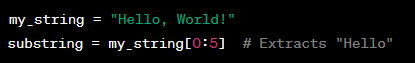 my_string = "Hello, World!"
substring = my_string[0:5]  # Extracts "Hello"